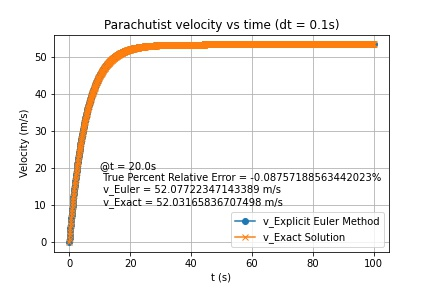 Parachutist velocity vs time (dt = 0.1s)
Velocity (m/s)
50
40
30
20
10
0
@t = 20.0s
True Percent Relative Error = -0.08757188563442023%
v_Euler = 52.07722347143389 m/s
v_Exact = 52.03165836707498 m/s
v_Explicit Euler Method
v_Exact Solution
0 20 40 60 80 100
t (s)